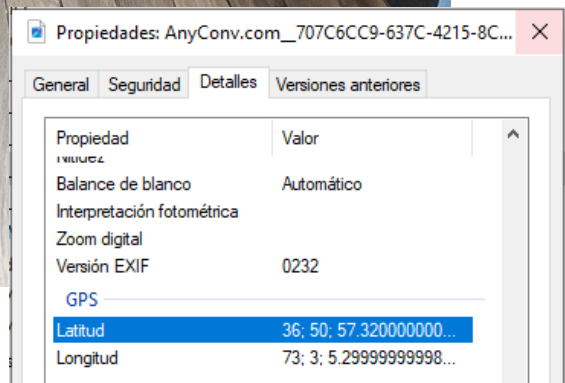 Propiedades: AnyConv.com__707C6CC9-637C-4215-8C...
General Seguridad Detalles Versiones anteriores
Propiedad Valor
Nitidez
Balance de blanco Automático
Interpretación fotométrica
Zoom digital
Versión EXIF 0232
GPS
Latitud 36; 50; 57.320000000...
Longitud 73; 3; 5.29999999998...